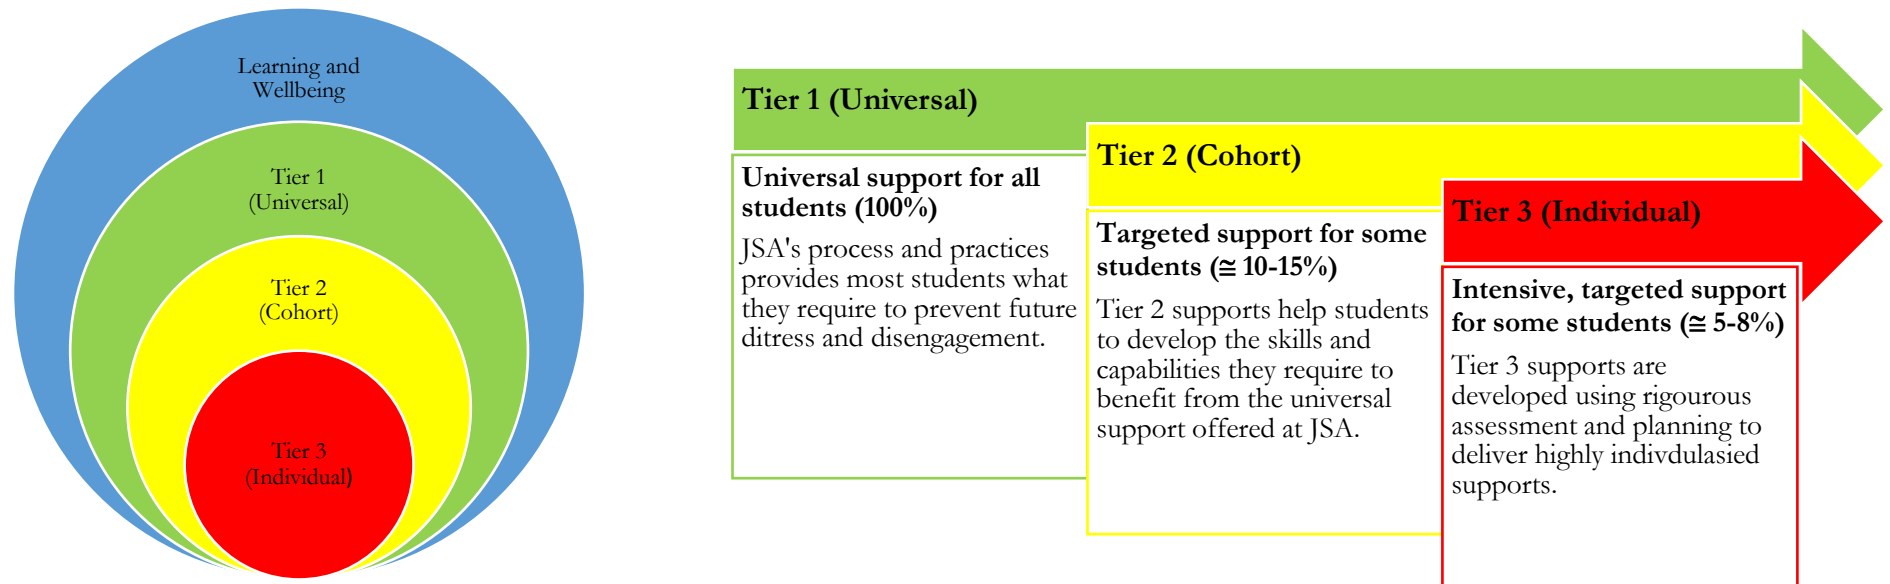 Learning and
Wellbeing
Tier 1
(Universal)
Tier 2
(Cohort)
Tier 3
(Individual)
Tier 1 (Universal)
Universal support for all
students (100%)
JSA's process and practices
provides most students what
they require to prevent future
ditress and disengagement.
Tier 2 (Cohort)
Targeted support for some
students (≅ 10-15%)
Tier 2 supports help students
to develop the skills and
capabilities they require to
benefit from the universal
support offered at JSA.
Tier 3 (Individual)
Intensive, targeted support
for some students (≅ 5-8%)
Tier 3 supports are
developed using rigourous
assessment and planning to
deliver highly indivdulasied
supports.